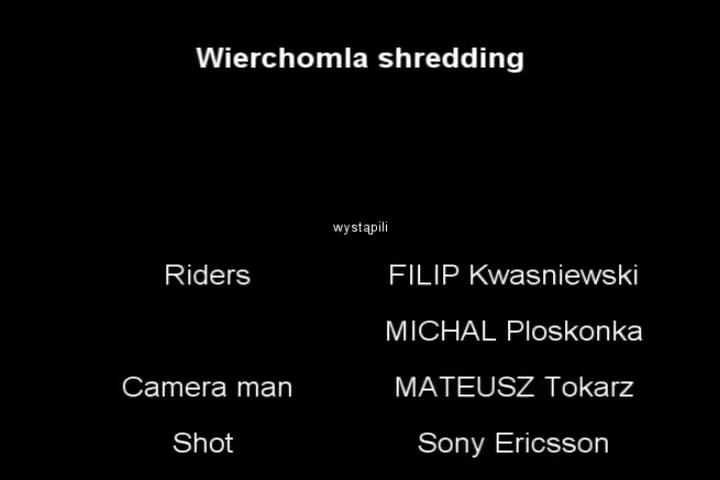 Wierchomla shredding
wystąpili
Riders FILIP Kwasniewski
MICHAL Ploskonka
Camera man MATEUSZ Tokarz
Shot Sony Ericsson